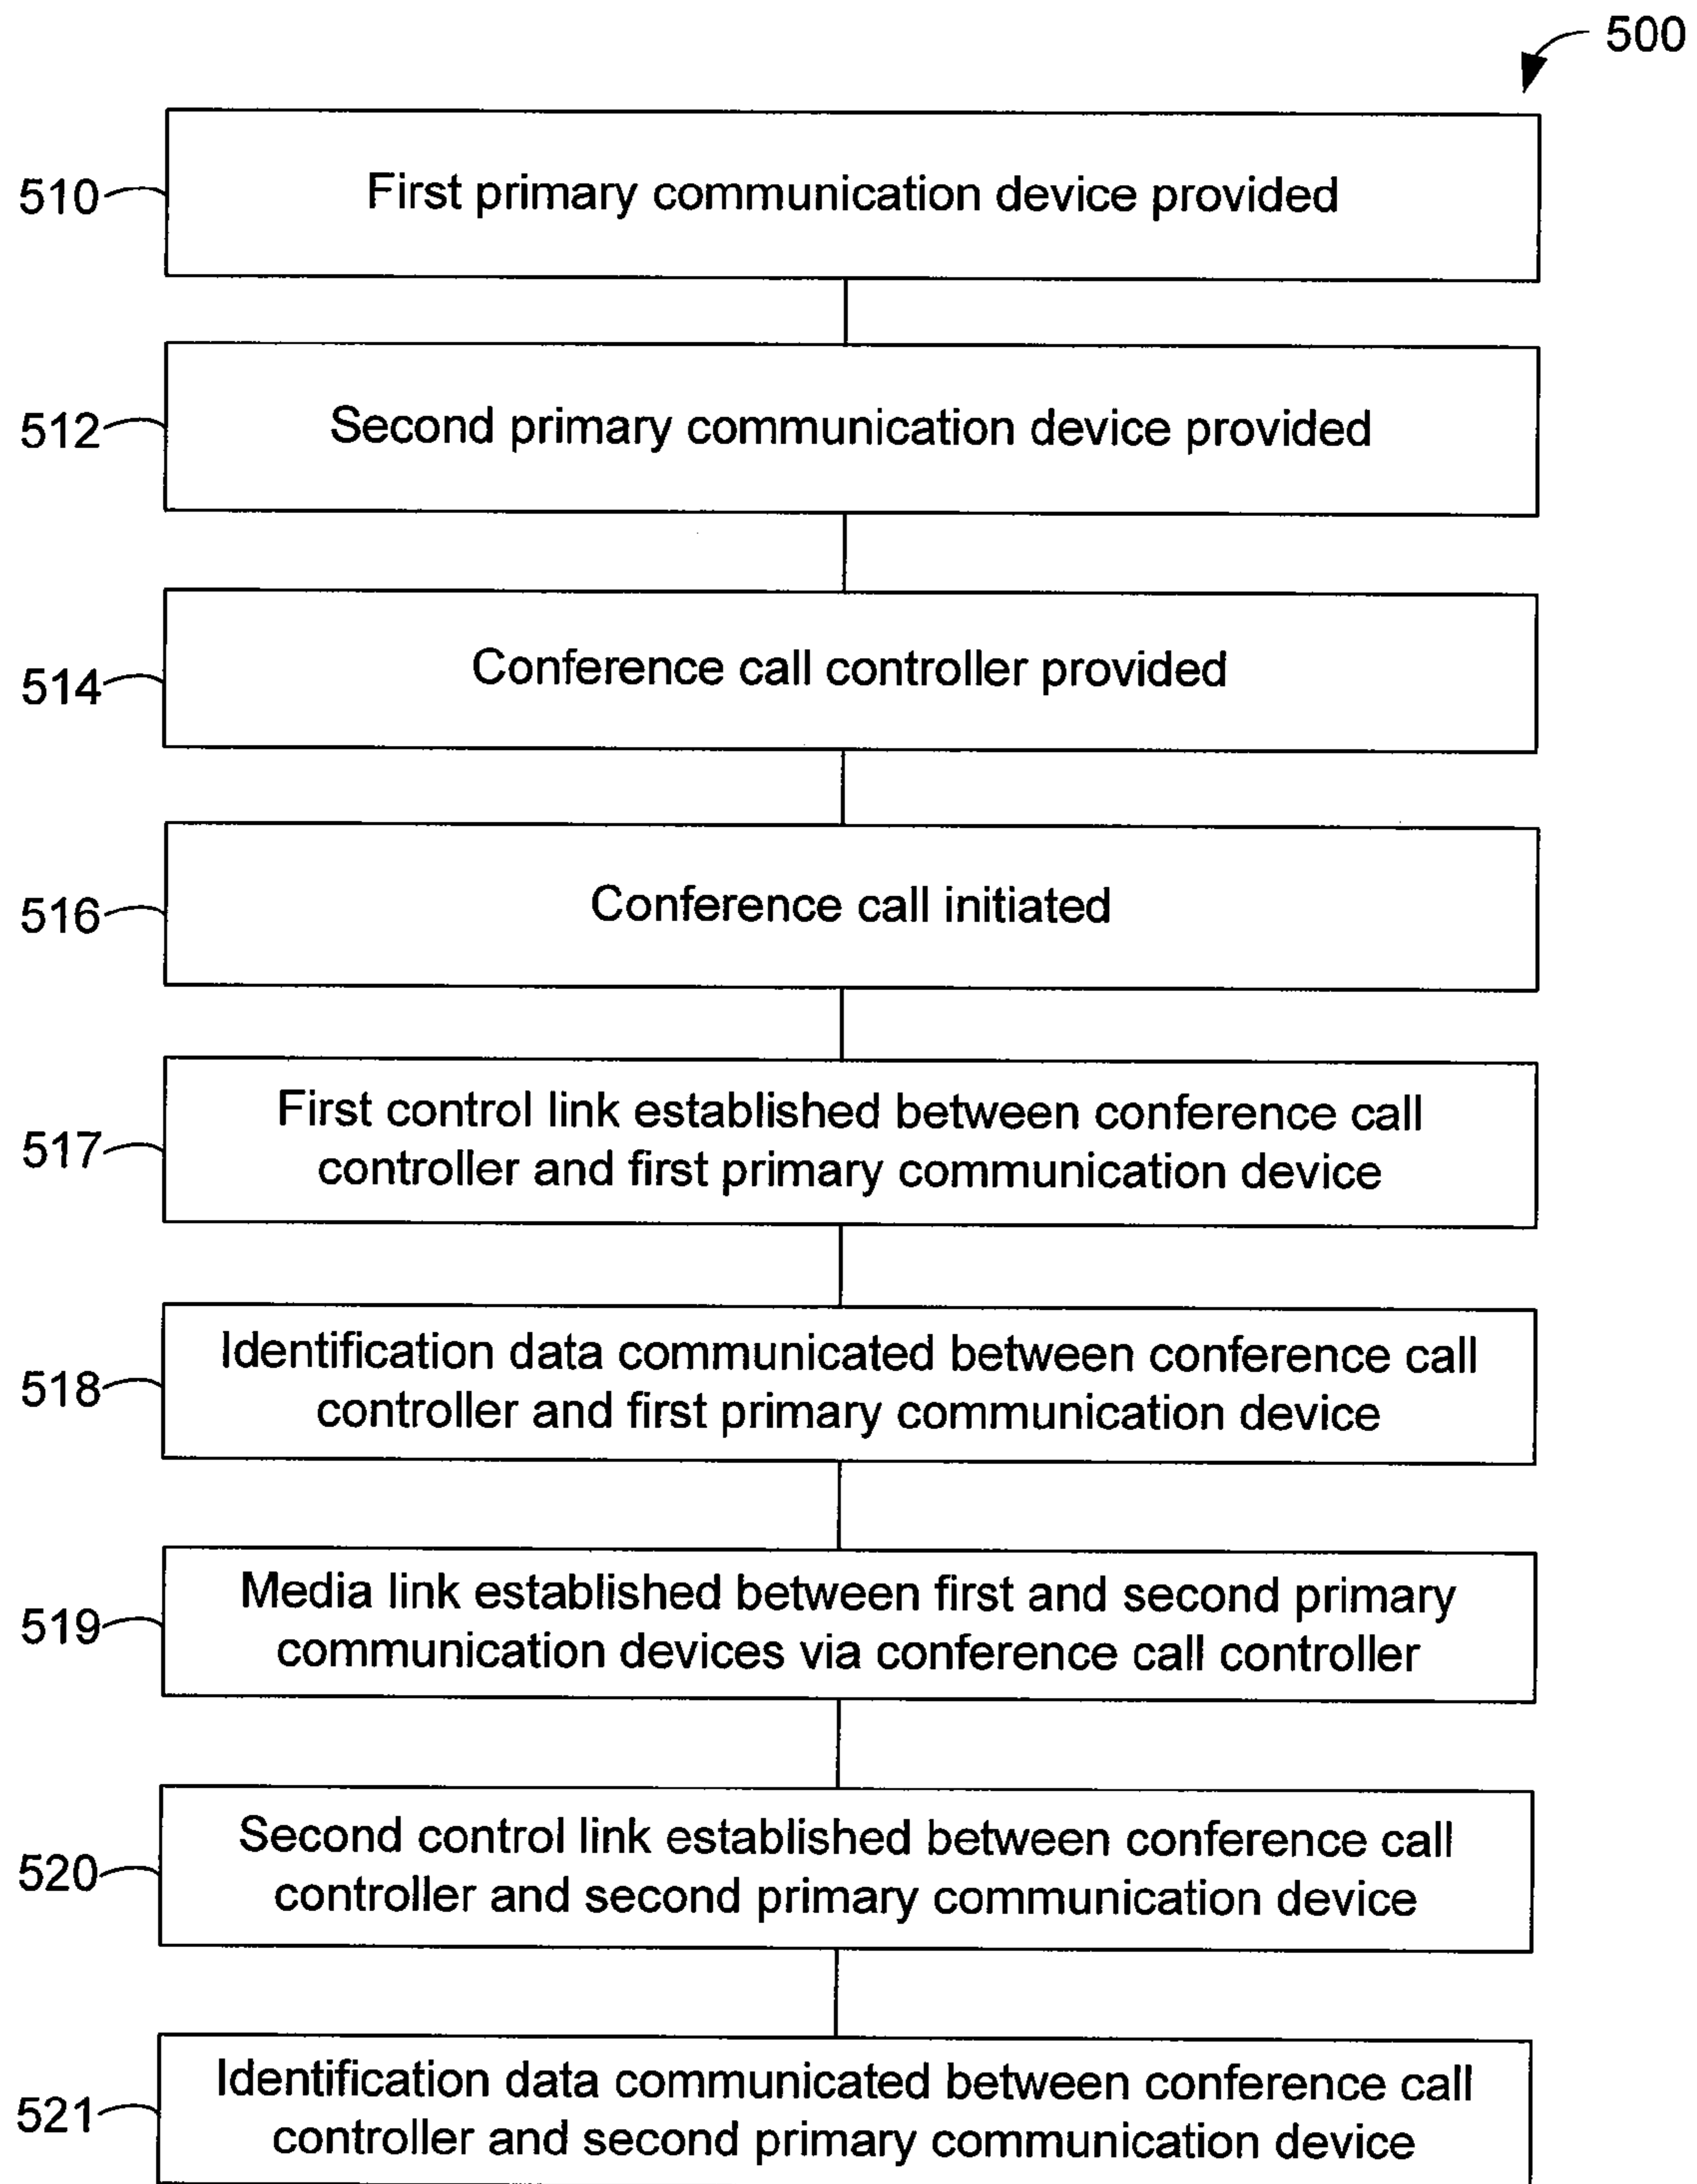 500
510
First primary communication device provided
512
Second primary communication device provided
514
Conference call controller provided
516
Conference call initiated
517
First control link established between conference call
controller and first primary communication device
518
Identification data communicated between conference call
controller and first primary communication device
519
Media link established between first and second primary
communication devices via conference call controller
520
Second control link established between conference call
controller and second primary communication device
521
Identification data communicated between conference call
controller and second primary communication device